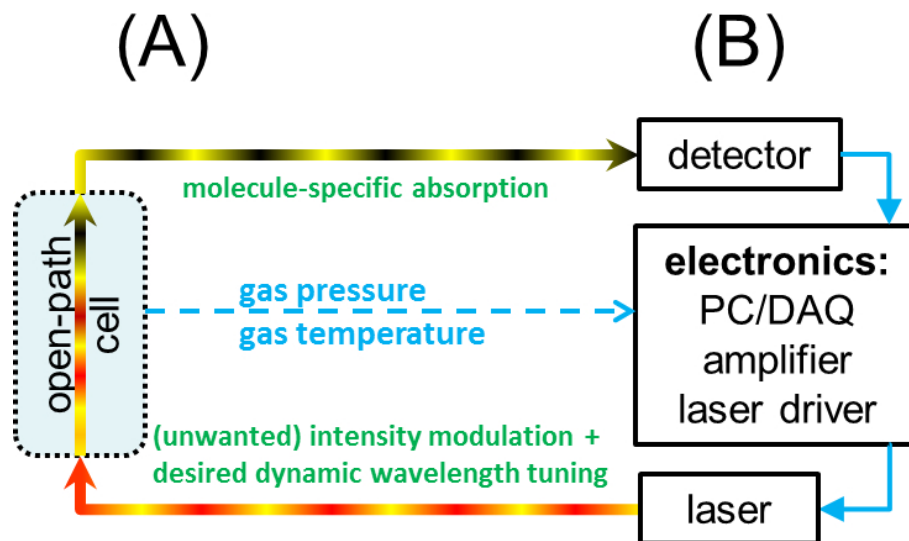 (A)
(B)
detector
molecule-specific absorption
open-path
cell
gas pressure
gas temperature
electronics:
PC/DAQ
amplifier
laser driver
(unwanted) intensity modulation +
desired dynamic wavelength tuning
laser